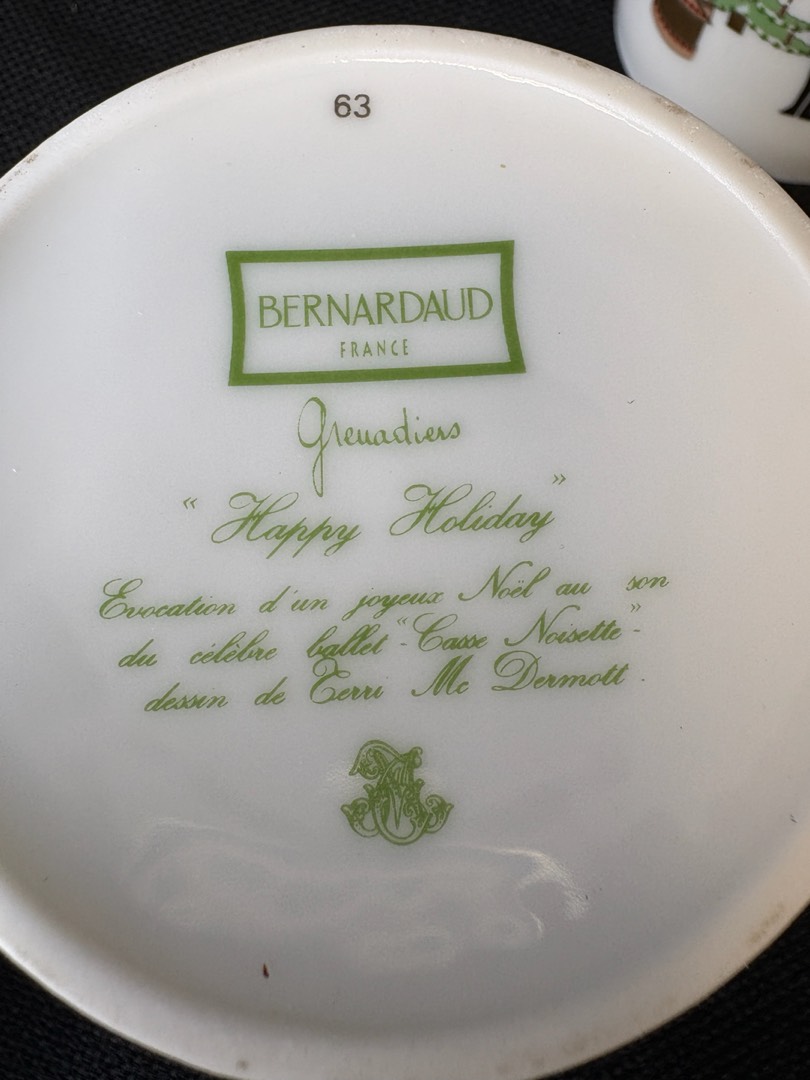 63
BERNARDAUD
FRANCE
Grenadiers
“Happy Holiday”
Evocation d'un joyeux Noël au son
du célèbre ballet -“Casse Noisette”-
dessin de Terri Mc Dermott.